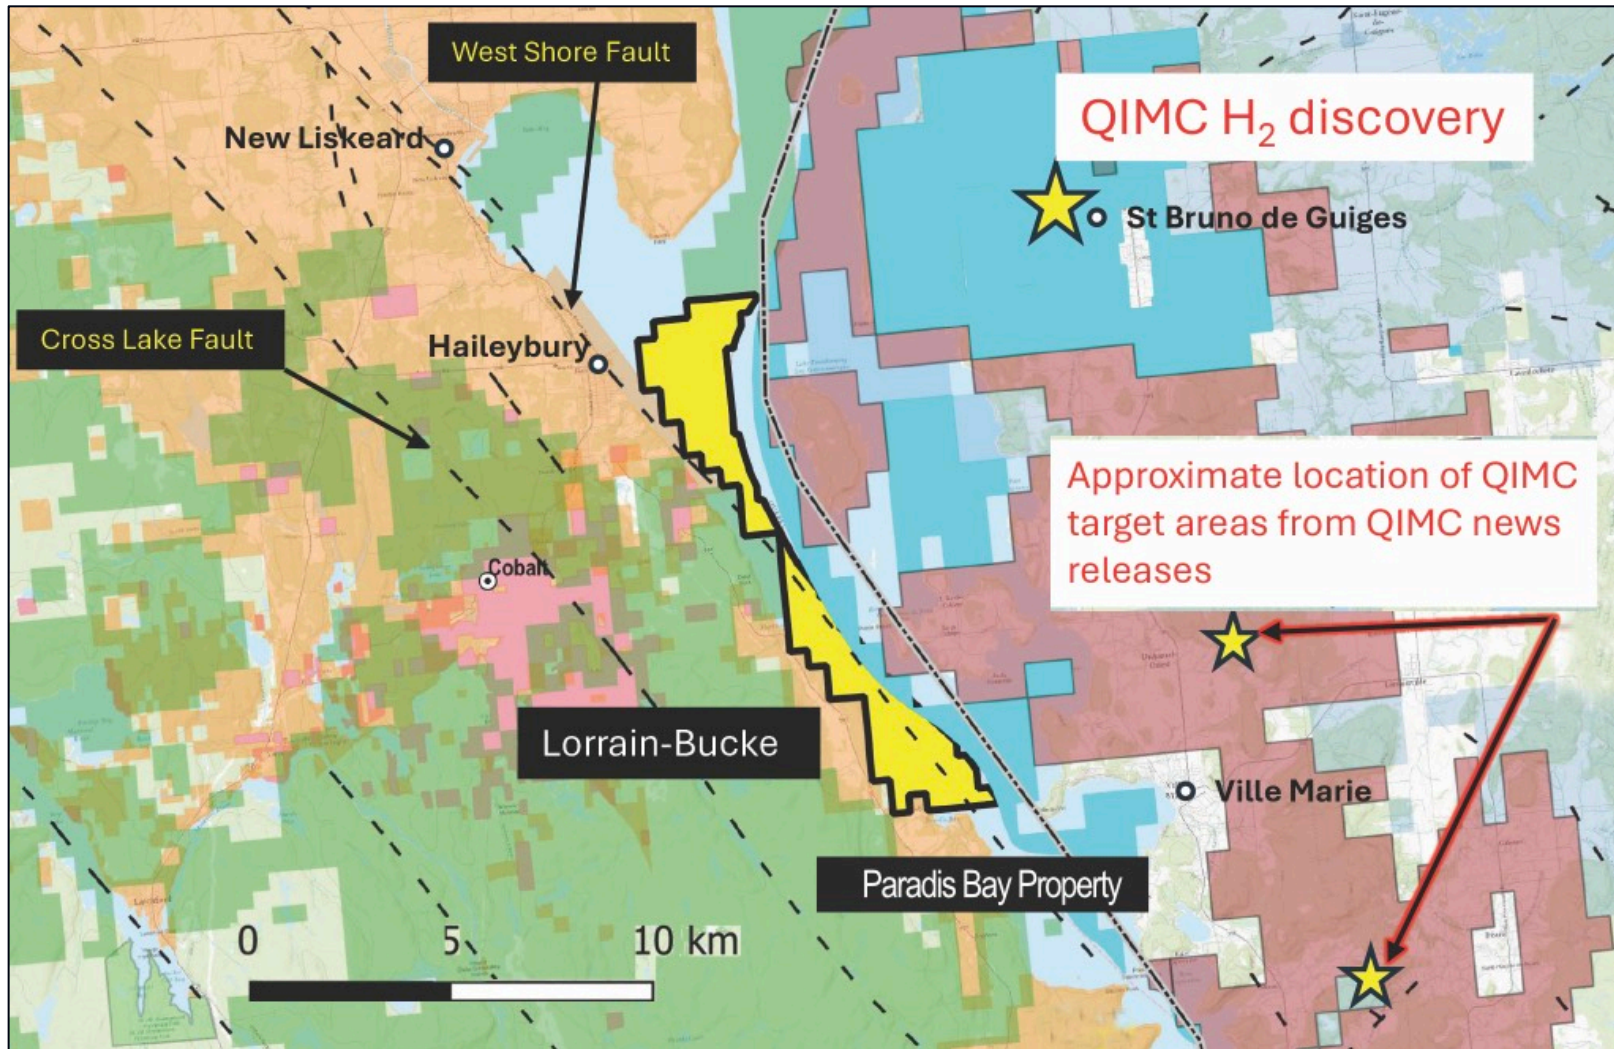 West Shore Fault
New Liskeard
QIMC H₂ discovery
St Bruno de Guiges
Cross Lake Fault
Haileybury
Approximate location of QIMC
target areas from QIMC news
releases
Cobalt
Lorrain-Bucke
Ville Marie
Paradis Bay Property
0 5 10 km